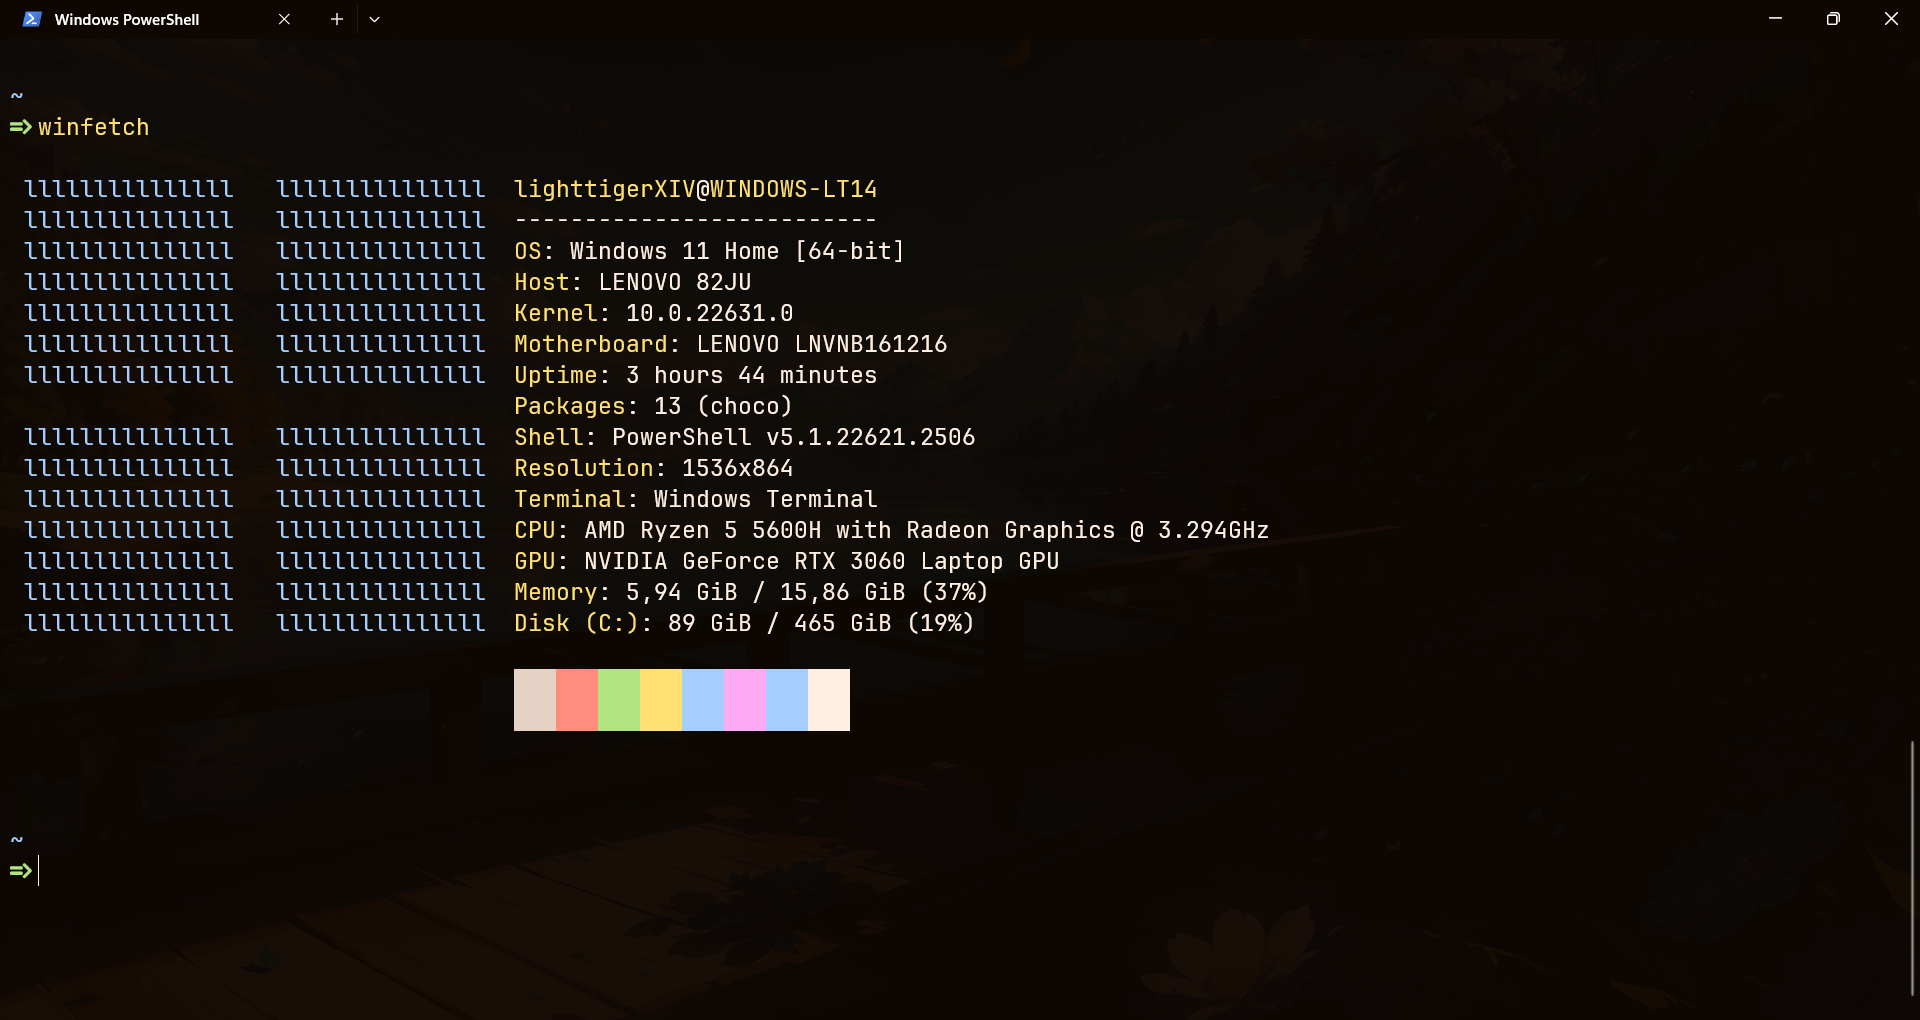 Windows PowerShell
~
=> winfetch
lllllllllllllll   lllllllllllllll  lighttigerXIV@WINDOWS-LT14
lllllllllllllll   lllllllllllllll  --------------------------
lllllllllllllll   lllllllllllllll  OS: Windows 11 Home [64-bit]
lllllllllllllll   lllllllllllllll  Host: LENOVO 82JU
lllllllllllllll   lllllllllllllll  Kernel: 10.0.22631.0
lllllllllllllll   lllllllllllllll  Motherboard: LENOVO LNVNB161216
lllllllllllllll   lllllllllllllll  Uptime: 3 hours 44 minutes
Packages: 13 (choco)
lllllllllllllll   lllllllllllllll  Shell: PowerShell v5.1.22621.2506
lllllllllllllll   lllllllllllllll  Resolution: 1536x864
lllllllllllllll   lllllllllllllll  Terminal: Windows Terminal
lllllllllllllll   lllllllllllllll  CPU: AMD Ryzen 5 5600H with Radeon Graphics @ 3.294GHz
lllllllllllllll   lllllllllllllll  GPU: NVIDIA GeForce RTX 3060 Laptop GPU
lllllllllllllll   lllllllllllllll  Memory: 5,94 GiB / 15,86 GiB (37%)
lllllllllllllll   lllllllllllllll  Disk (C:): 89 GiB / 465 GiB (19%)
~
=>